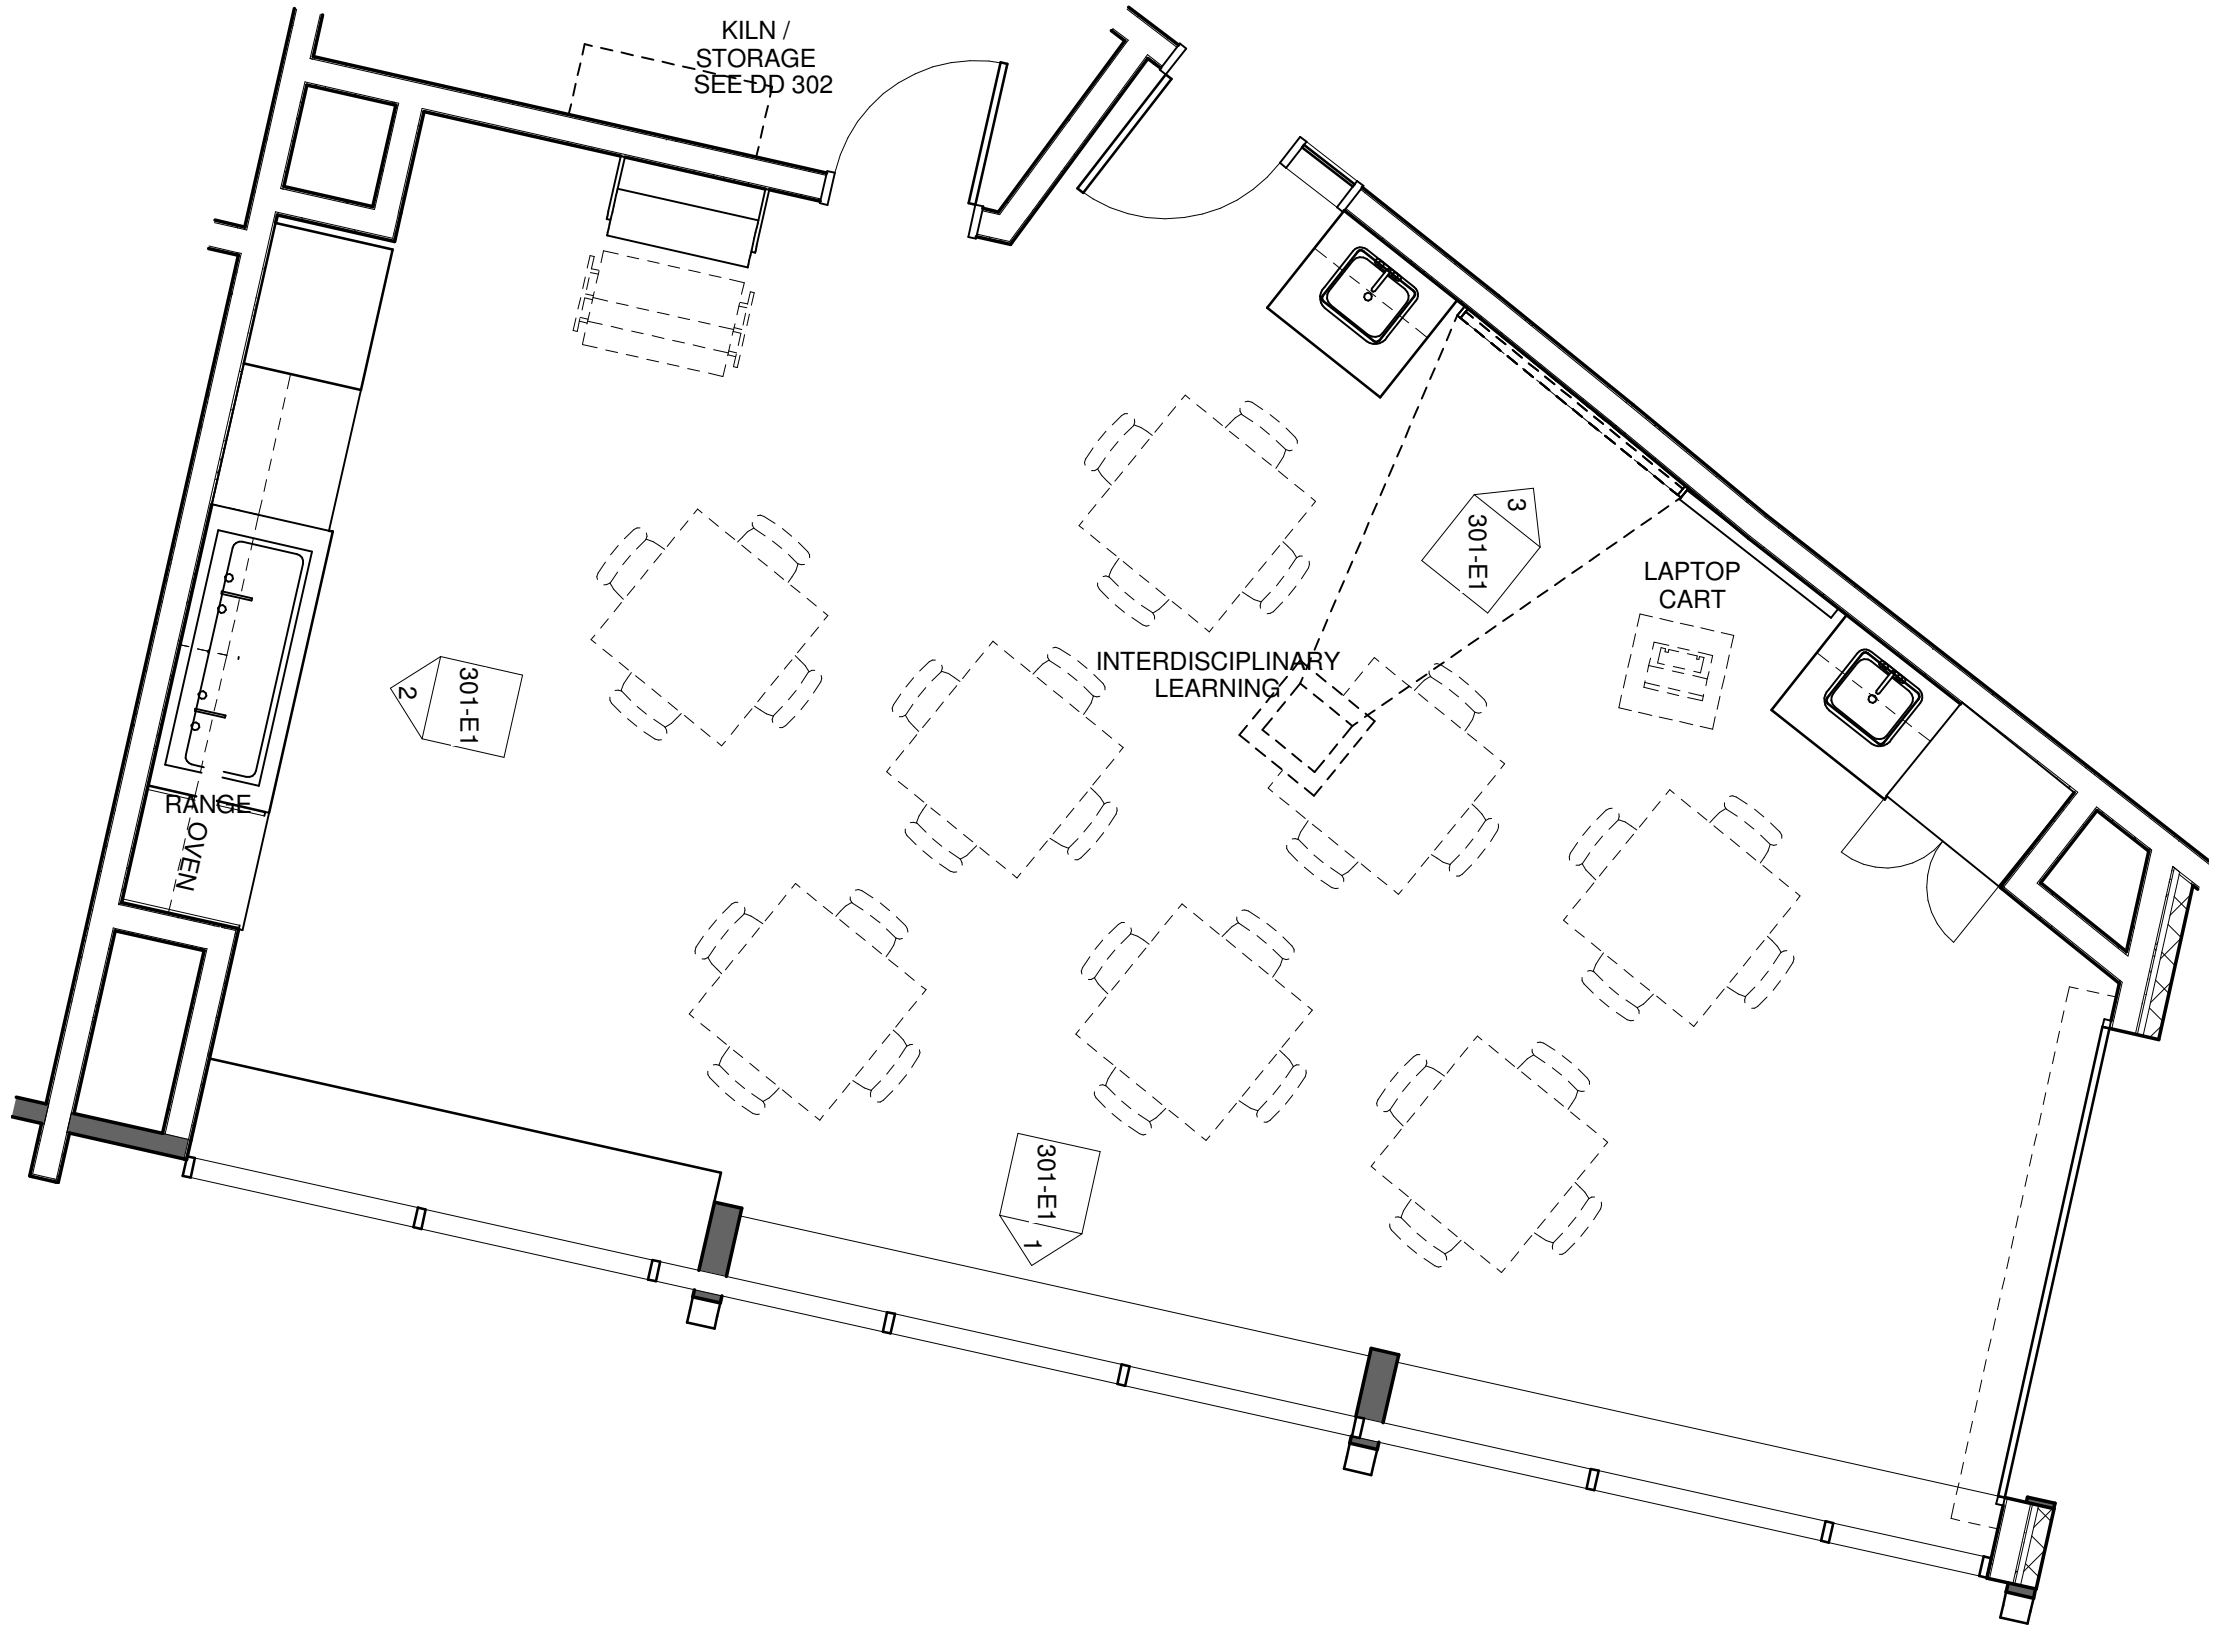 KILN /
STORAGE
SEE DD 302
3
301-E1
LAPTOP
CART
INTERDISCIPLINARY
LEARNING
2
301-E1
RANGE
OVEN
301-E1
1